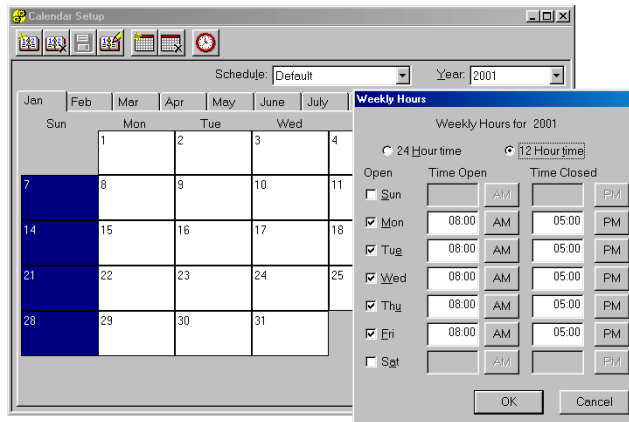 Calendar Setup
Schedule: Default Year: 2001
Jan Feb Mar Apr May June July
Sun Mon Tue Wed
1 2 3 4
7 8 9 10 11
14 15 16 17 18
21 22 23 24 25
28 29 30 31
Weekly Hours
Weekly Hours for 2001
24 Hour time 12 Hour time
Open Time Open Time Closed
Sun AM PM
Mon 08:00 AM 05:00 PM
Tue 08:00 AM 05:00 PM
Wed 08:00 AM 05:00 PM
Thu 08:00 AM 05:00 PM
Fri 08:00 AM 05:00 PM
Sat AM PM
OK Cancel